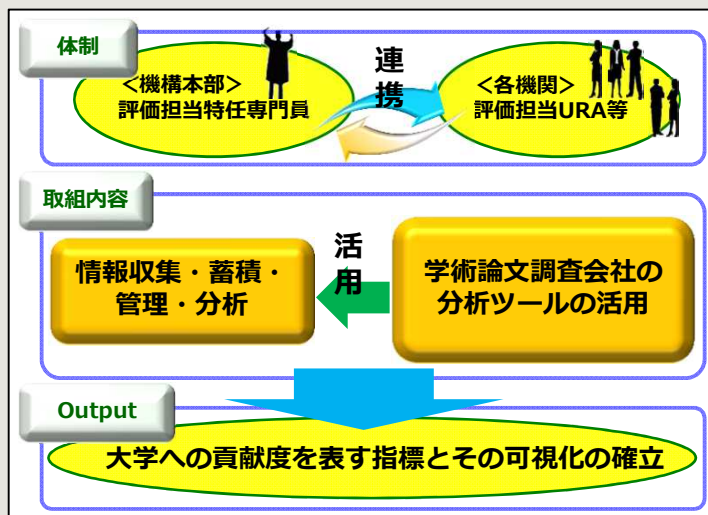 体制
<機構本部>
評価担当特任専門員
連携
<各機関>
評価担当URA等
取組内容
情報収集・蓄積・
管理・分析
活用
学術論文調査会社の
分析ツールの活用
Output
大学への貢献度を表す指標とその可視化の確立